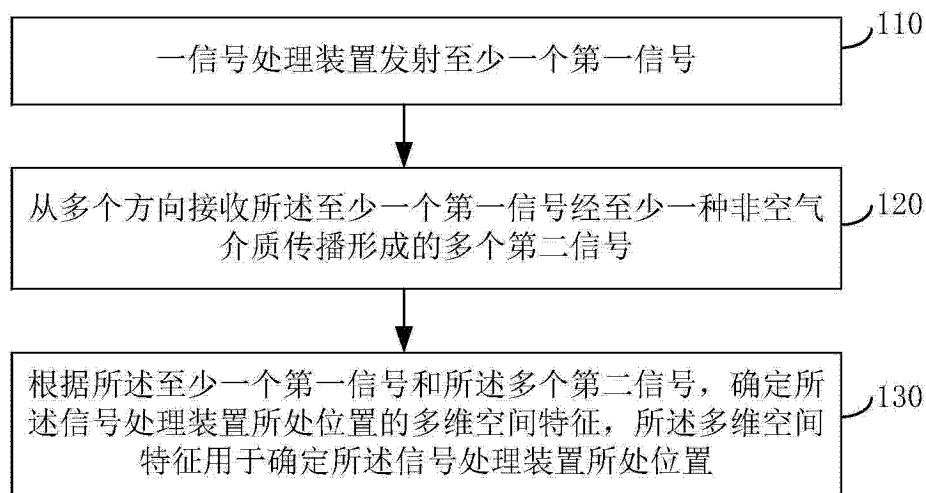 110
一信号处理装置发射至少一个第一信号
从多个方向接收所述至少一个第一信号经至少一种非空气
120
介质传播形成的多个第二信号
根据所述至少一个第一信号和所述多个第二信号，确定所
130
述信号处理装置所处位置的多维空间特征，所述多维空间
特征用于确定所述信号处理装置所处位置